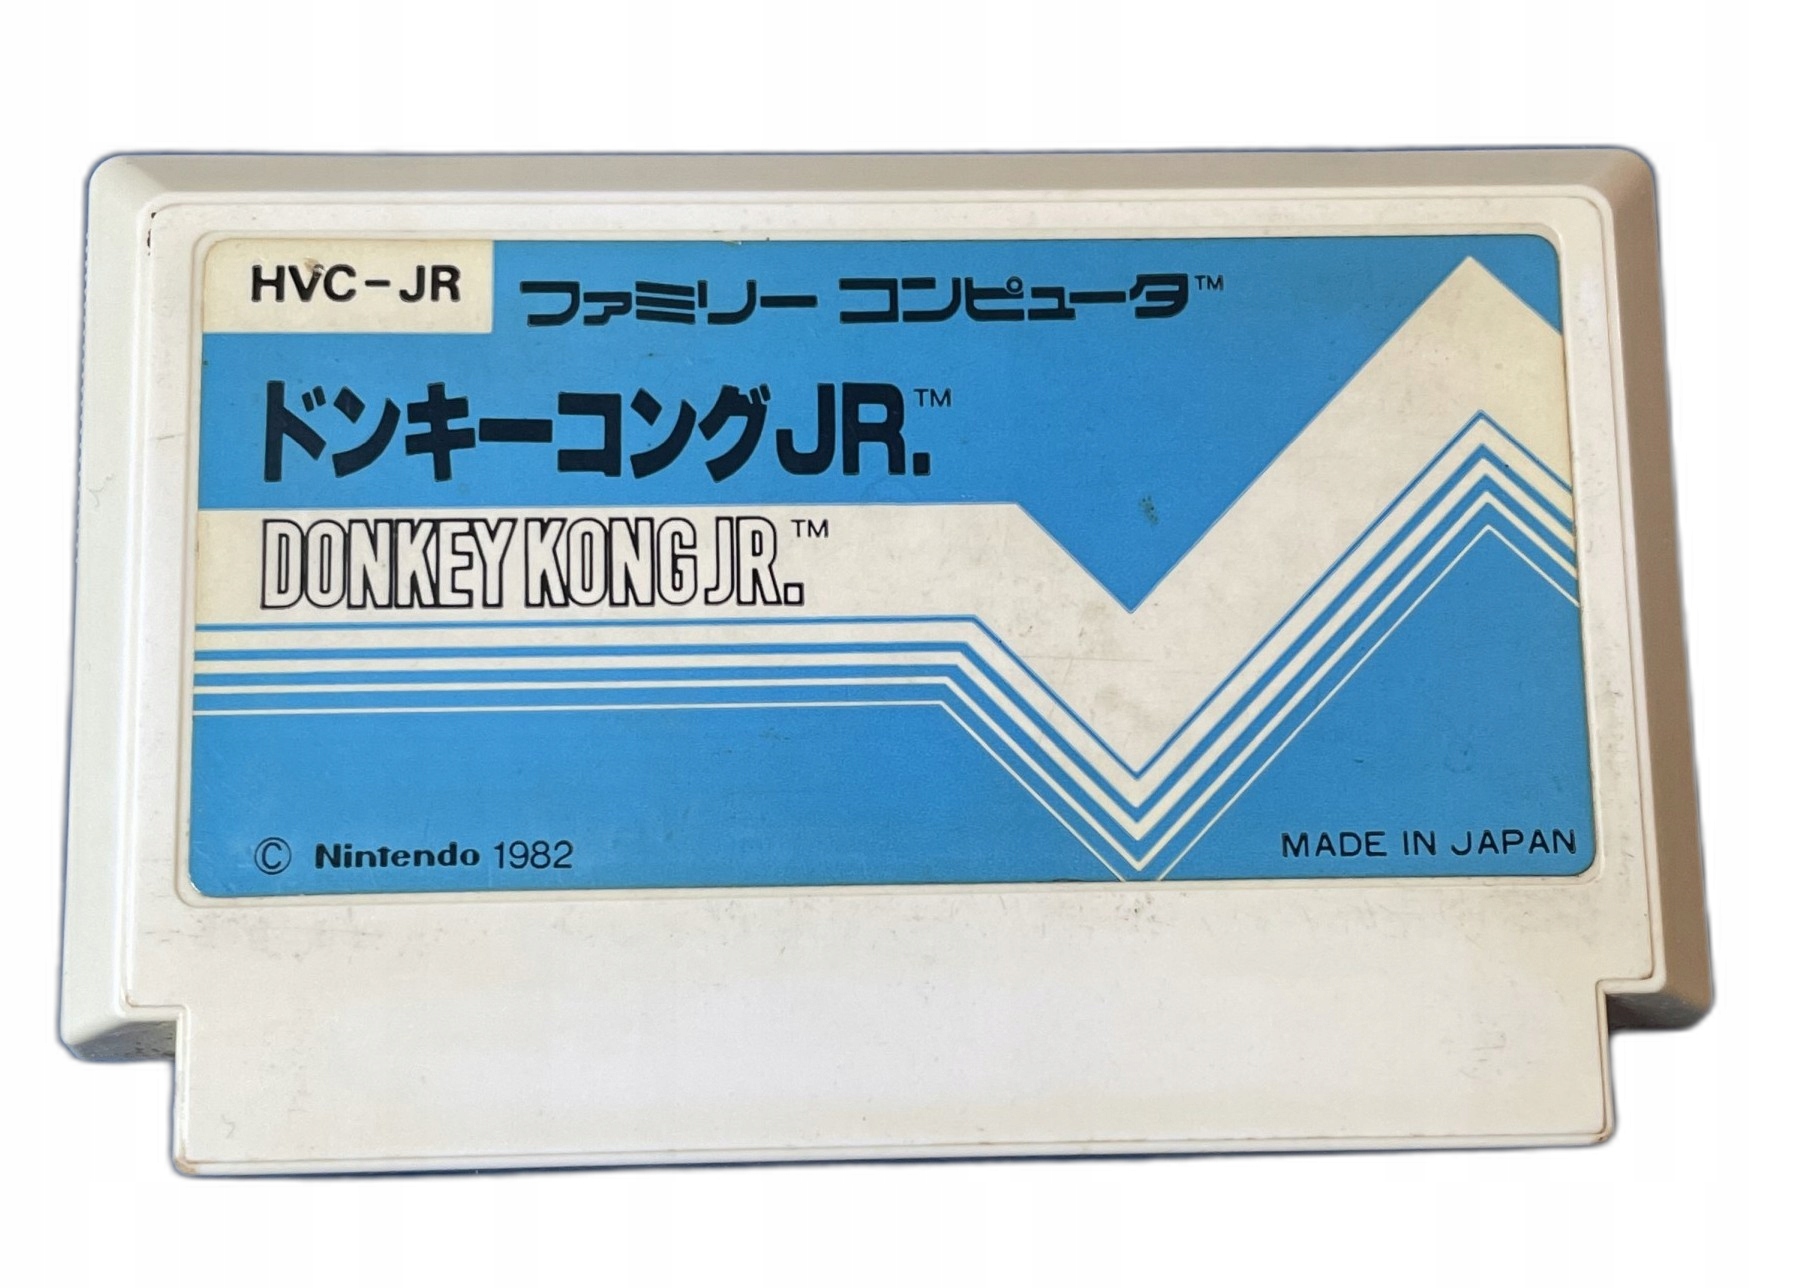 HVC-JR
ファミリー コンピュータ™
ドンキーコングJR.™
DONKEY KONG JR.™
© Nintendo 1982
MADE IN JAPAN